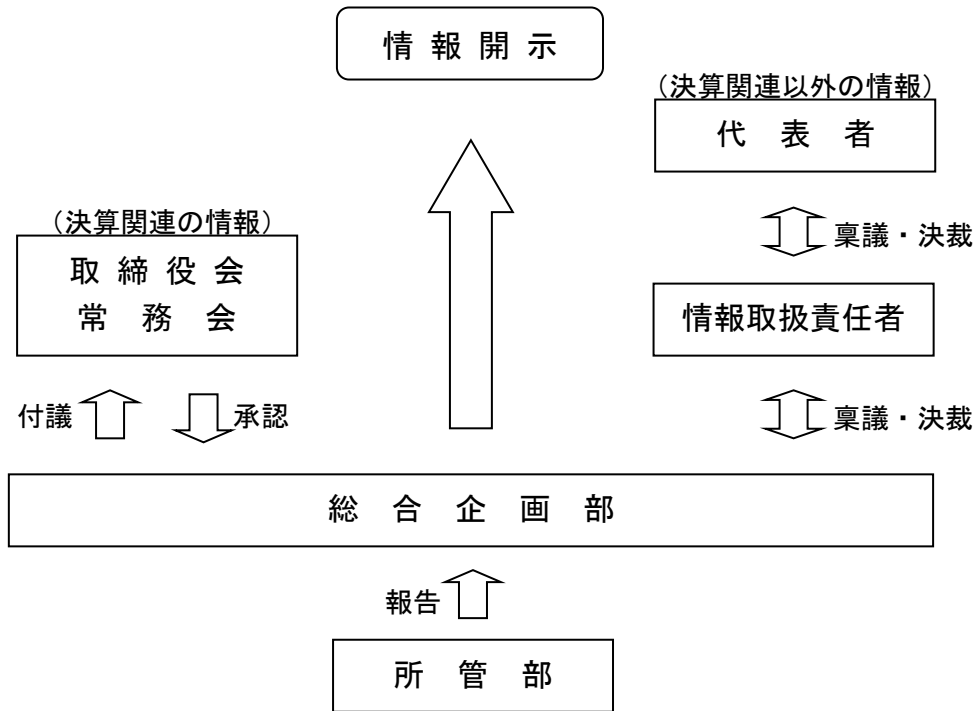 情報開示
（決算関連以外の情報）
代表者
稟議・決裁
（決算関連の情報）
取締役会
常務会
情報取扱責任者
付議
承認
稟議・決裁
総合企画部
報告
所管部